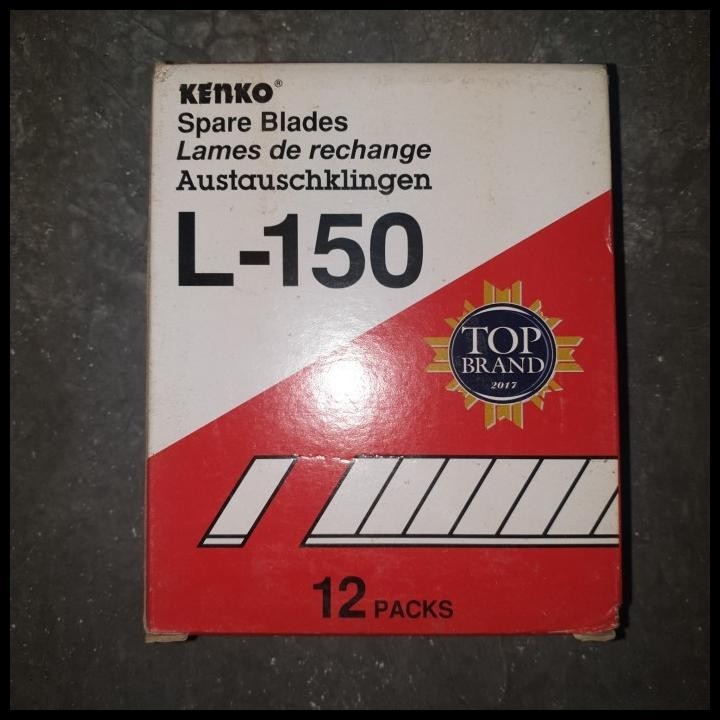 KENKO®
Spare Blades
Lames de rechange
Austauschklingen
L-150
TOP
BRAND
2017
12 PACKS